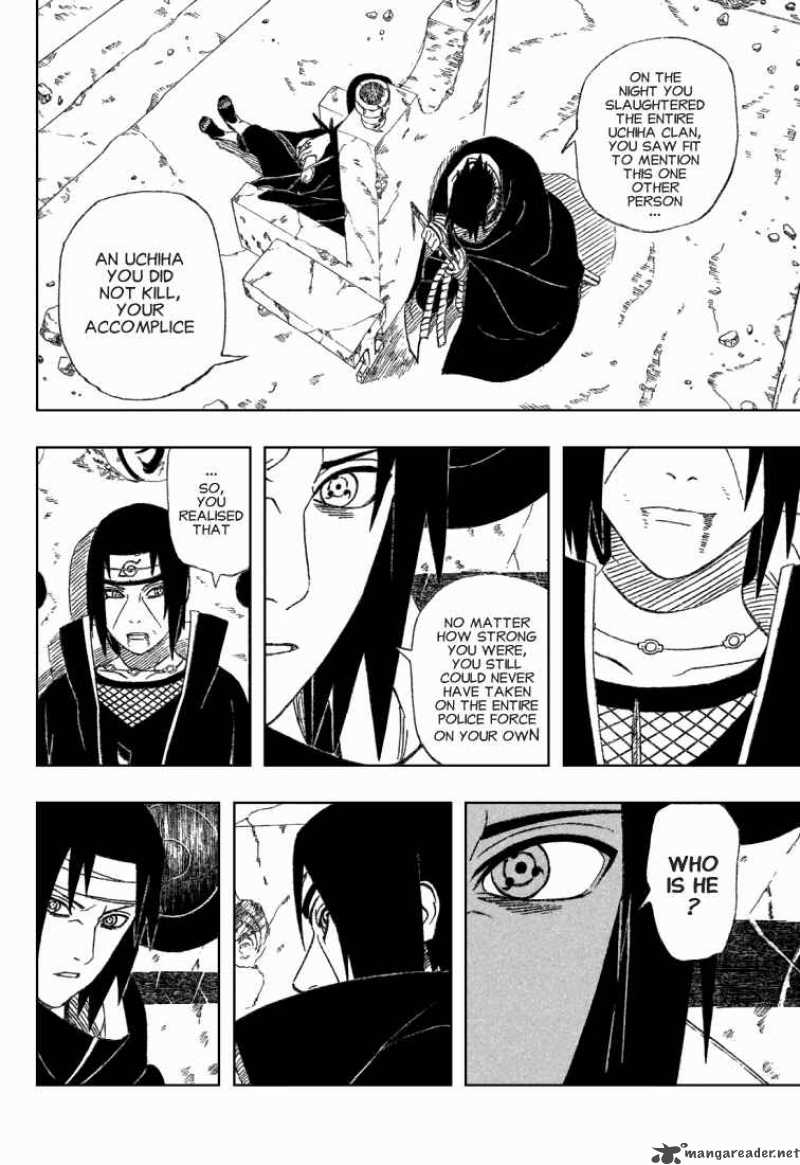 ON THE
NIGHT YOU
SLAUGHTERED
THE ENTIRE
UCHIHA CLAN,
YOU SAW FIT
TO MENTION
THIS ONE
OTHER
PERSON
...
AN UCHIHA
YOU DID
NOT KILL,
YOUR
ACCOMPLICE
NO MATTER
HOW STRONG
YOU WERE,
YOU STILL
COULD NEVER
HAVE TAKEN
ON THE ENTIRE
POLICE FORCE
ON YOUR OWN
...
SO,
YOU
REALISED
THAT
WHO
IS HE
?
mangareader.net